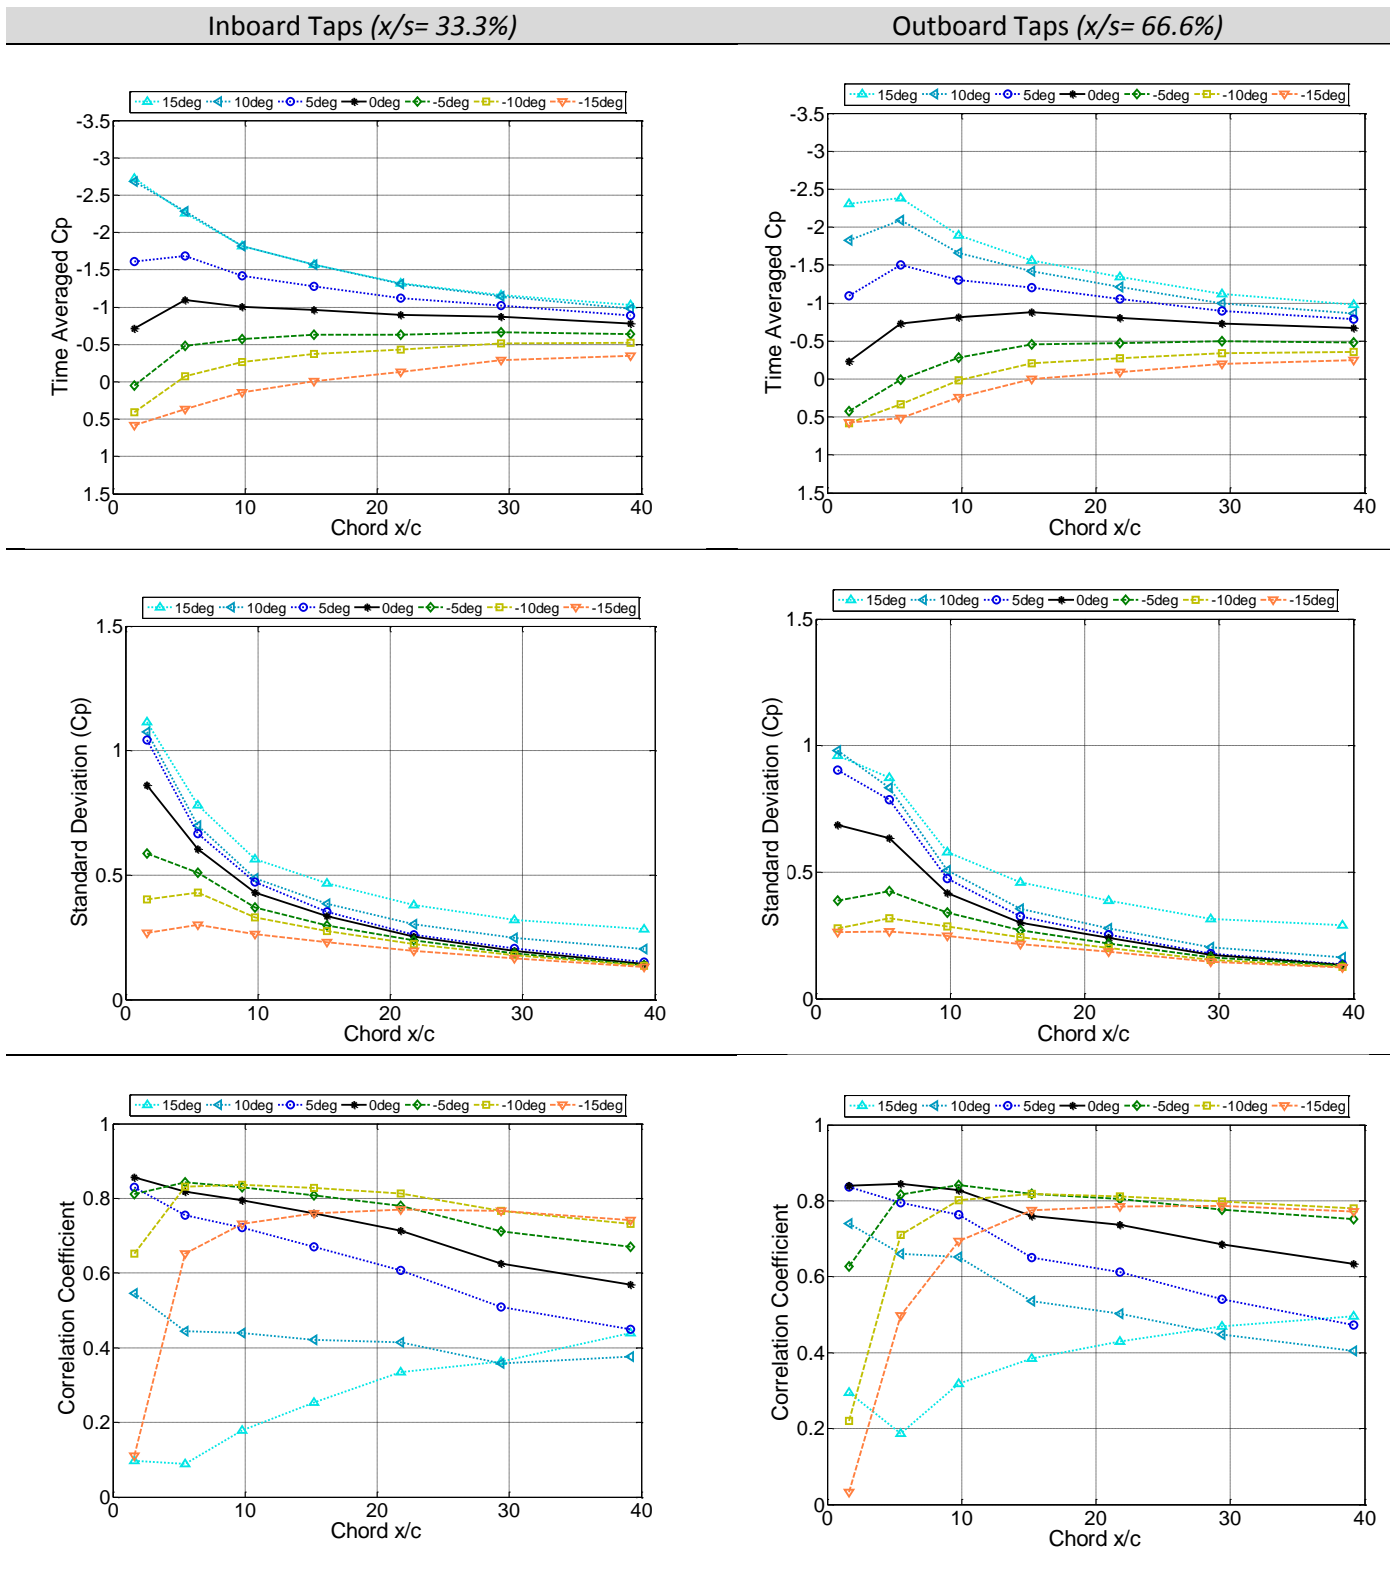 Inboard Taps (x/s= 33.3%)
Outboard Taps (x/s= 66.6%)
15deg 10deg 5deg 0deg -5deg -10deg -15deg
-3.5
-3
-2.5
-2
-1.5
-1
-0.5
0
0.5
1
1.5
Time Averaged Cp
0 10 20 30 40
Chord x/c
15deg 10deg 5deg 0deg -5deg -10deg -15deg
-3.5
-3
-2.5
-2
-1.5
-1
-0.5
0
0.5
1
1.5
Time Averaged Cp
0 10 20 30 40
Chord x/c
15deg 10deg 5deg 0deg -5deg -10deg -15deg
1.5
1
0.5
0
Standard Deviation (Cp)
0 10 20 30 40
Chord x/c
15deg 10deg 5deg 0deg -5deg -10deg -15deg
1.5
1
0.5
0
Standard Deviation (Cp)
0 10 20 30 40
Chord x/c
15deg 10deg 5deg 0deg -5deg -10deg -15deg
1
0.8
0.6
0.4
0.2
0
Correlation Coefficient
0 10 20 30 40
Chord x/c
15deg 10deg 5deg 0deg -5deg -10deg -15deg
1
0.8
0.6
0.4
0.2
0
Correlation Coefficient
0 10 20 30 40
Chord x/c